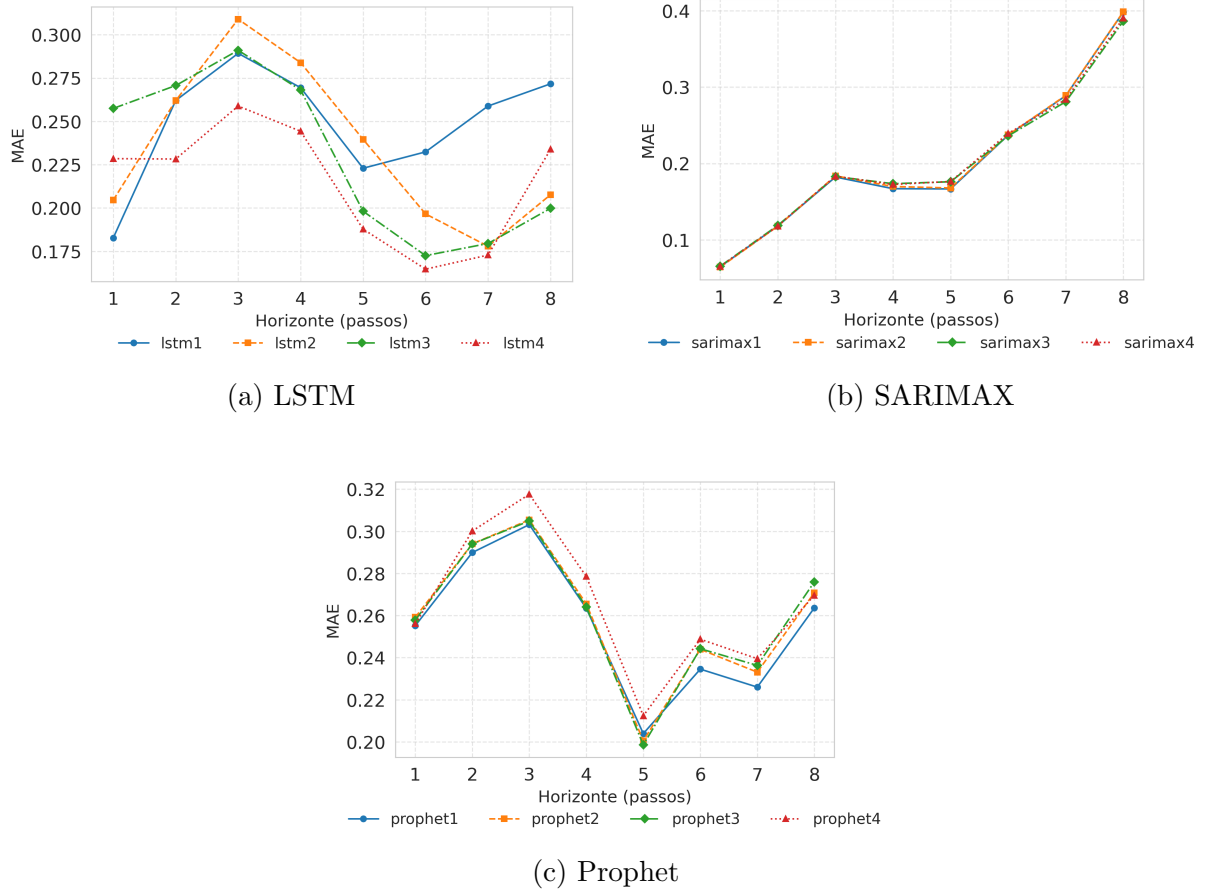 0.300
0.275
0.250
0.225
0.200
0.175
MAE
1 2 3 4 5 6 7 8
Horizonte (passos)
lstm1 lstm2 lstm3 lstm4
(a) LSTM
0.4
0.3
0.2
0.1
MAE
1 2 3 4 5 6 7 8
Horizonte (passos)
sarimax1 sarimax2 sarimax3 sarimax4
(b) SARIMAX
0.32
0.30
0.28
0.26
0.24
0.22
0.20
MAE
1 2 3 4 5 6 7 8
Horizonte (passos)
prophet1 prophet2 prophet3 prophet4
(c) Prophet